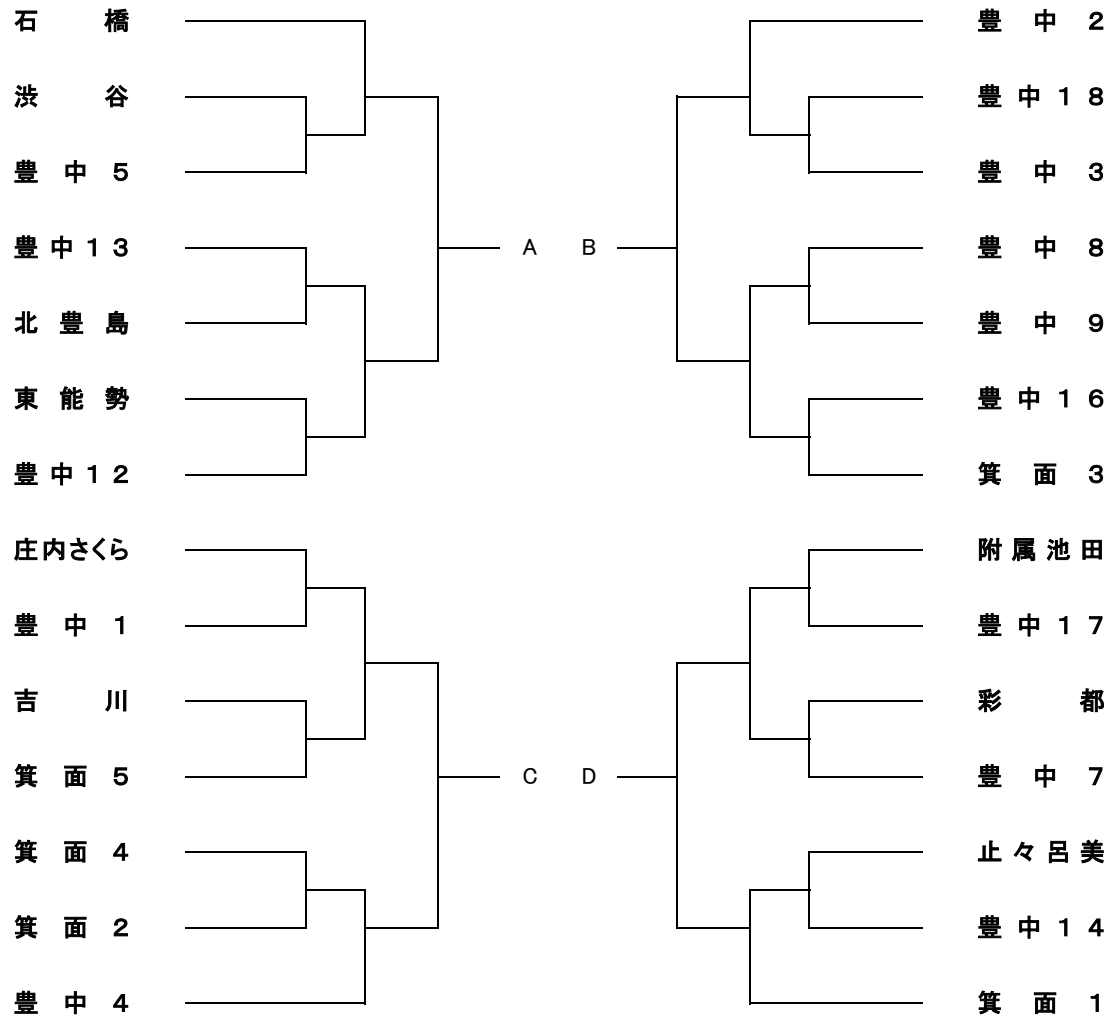 石橋 豊中２
渋谷 豊中１８
豊中５ 豊中３
豊中１３ A B 豊中８
北豊島 豊中９
東能勢 豊中１６
豊中１２ 箕面３
庄内さくら 附属池田
豊中１ 豊中１７
吉川 彩都
箕面５ C D 豊中７
箕面４ 止々呂美
箕面２ 豊中１４
豊中４ 箕面１